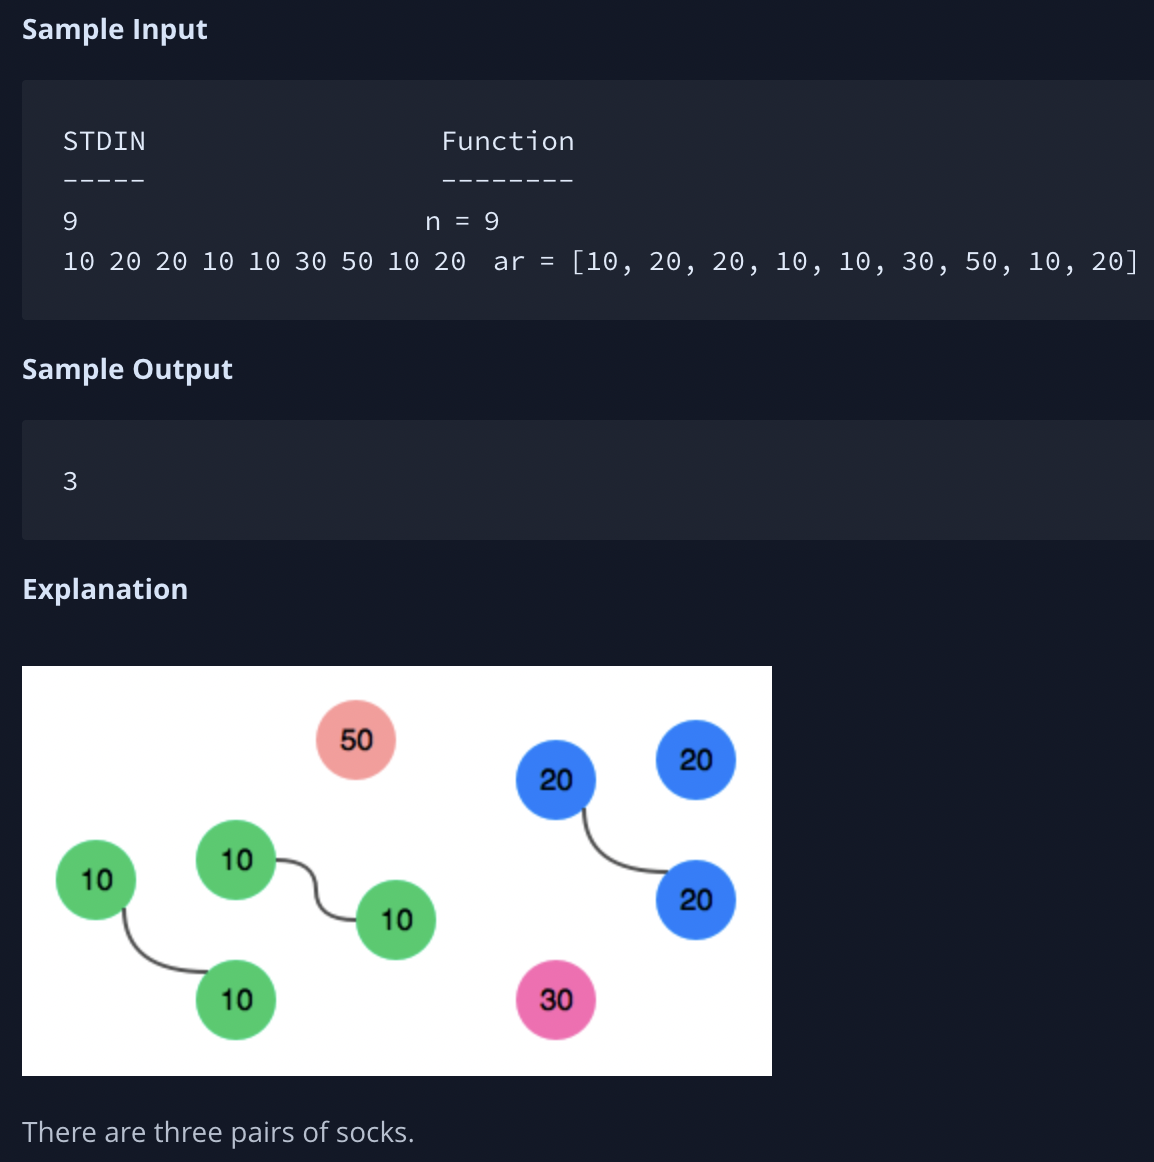 Sample Input
STDIN Function
----- --------
9 n = 9
10 20 20 10 10 30 50 10 20 ar = [10, 20, 20, 10, 10, 30, 50, 10, 20]
Sample Output
3
Explanation
50
20 20
10 10
10 20
10 30
There are three pairs of socks.